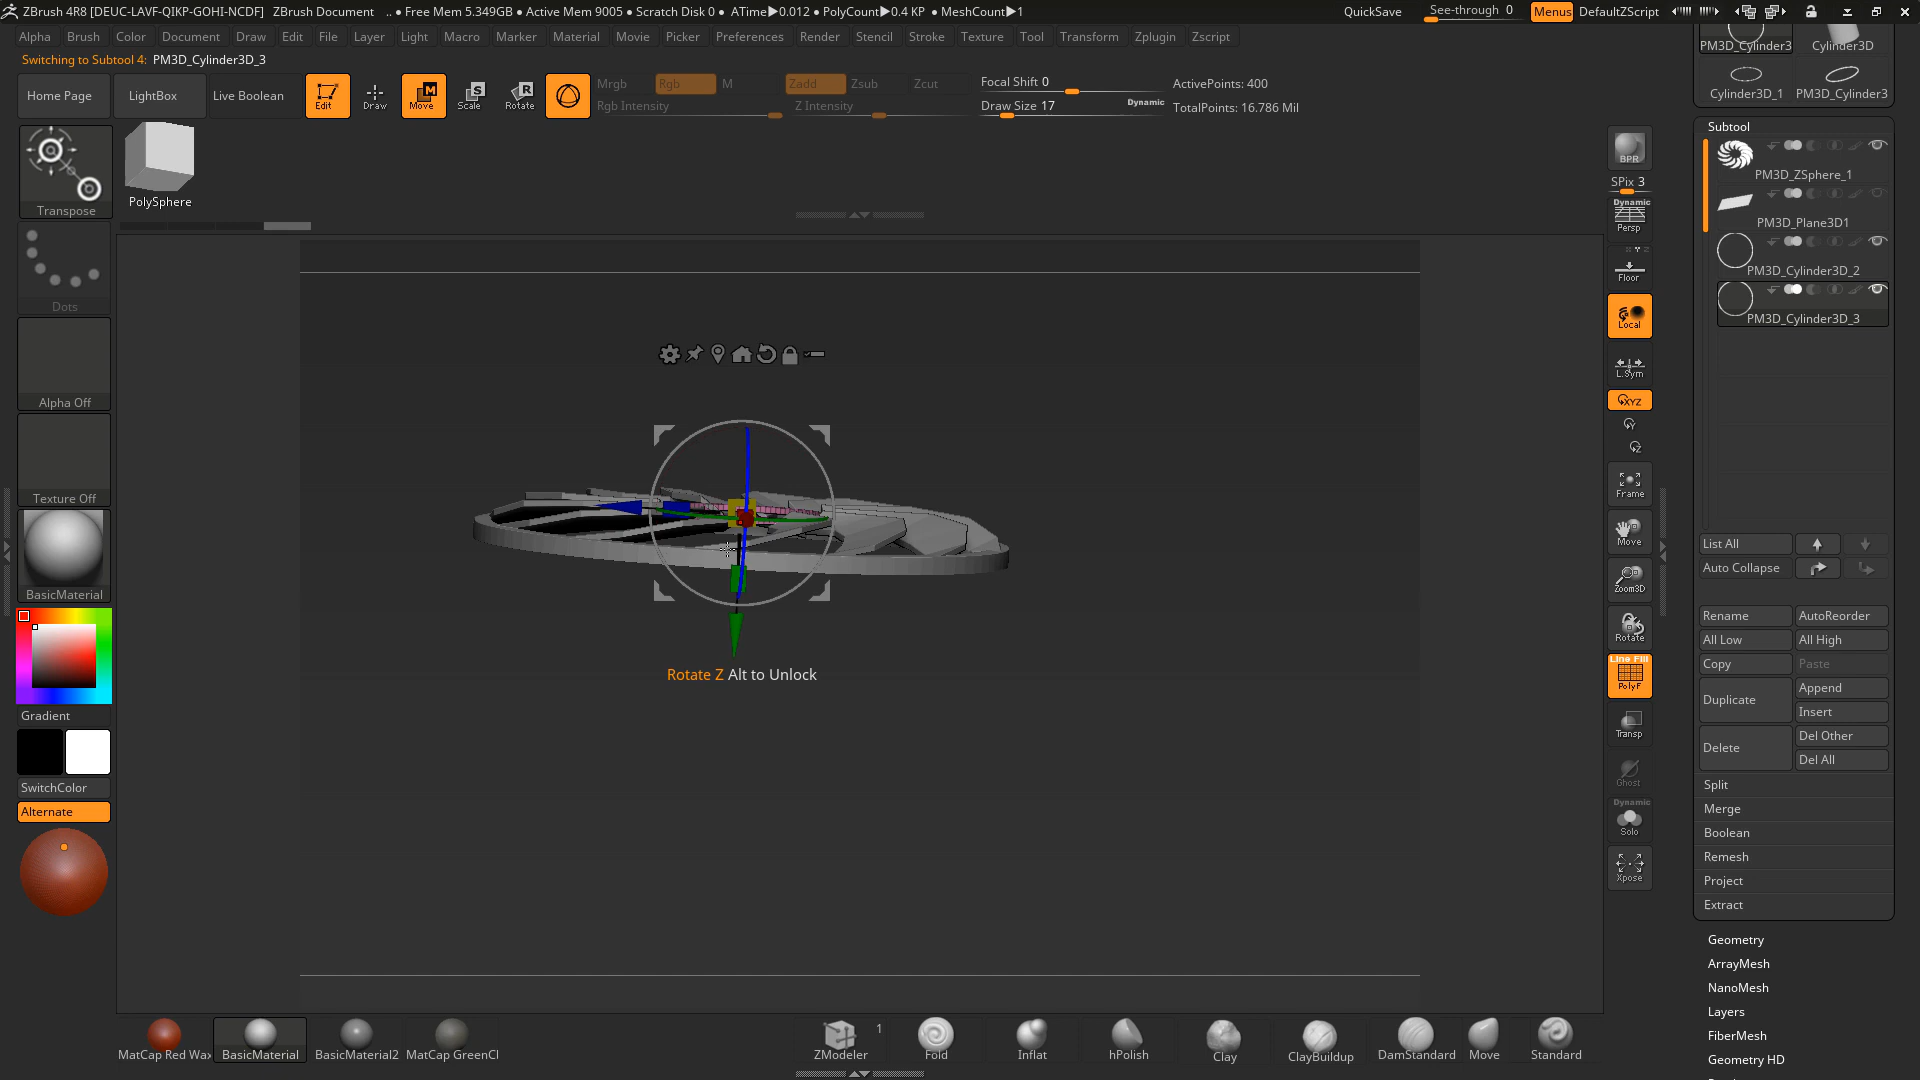 ZBrush 4R8 [DEUC-LAVF-QIKP-GOHI-NCDF] ZBrush Document .. • Free Mem 5.349GB • Active Mem 9005 • Scratch Disk 0 • ATime▶0.012 • PolyCount▶0.4 KP • MeshCount▶1 QuickSave See-through 0 Menus DefaultZScript
Alpha Brush Color Document Draw Edit File Layer Light Macro Marker Material Movie Picker Preferences Render Stencil Stroke Texture Tool Transform Zplugin Zscript
Switching to Subtool 4: PM3D_Cylinder3D_3
Home Page LightBox Live Boolean Edit Draw Move Scale Rotate
Mrgb Rgb M Zadd Zsub Zcut
Rgb Intensity Z Intensity
Focal Shift 0
Draw Size 17 Dynamic
ActivePoints: 400
TotalPoints: 16.786 Mil
Transpose
PolySphere
Dots
Alpha Off
Texture Off
BasicMaterial
Gradient
SwitchColor
Alternate
Rotate Z Alt to Unlock
BPR
SPix 3
Dynamic
Persp
Floor
Local
L.Sym
XYZ
Y
Z
Frame
Move
Zoom3D
Rotate
Line Fill
PolyF
Transp
Ghost
Dynamic
Solo
Xpose
PM3D_Cylinder3 Cylinder3D
Cylinder3D_1 PM3D_Cylinder3
Subtool
PM3D_ZSphere_1
PM3D_Plane3D1
PM3D_Cylinder3D_2
PM3D_Cylinder3D_3
List All
Auto Collapse
Rename AutoReorder
All Low All High
Copy Paste
Duplicate Append
Insert
Delete Del Other
Del All
Split
Merge
Boolean
Remesh
Project
Extract
Geometry
ArrayMesh
NanoMesh
Layers
FiberMesh
Geometry HD
MatCap Red Wax BasicMaterial BasicMaterial2 MatCap GreenCl ZModeler 1 Fold Inflat hPolish Clay ClayBuildup DamStandard Move Standard